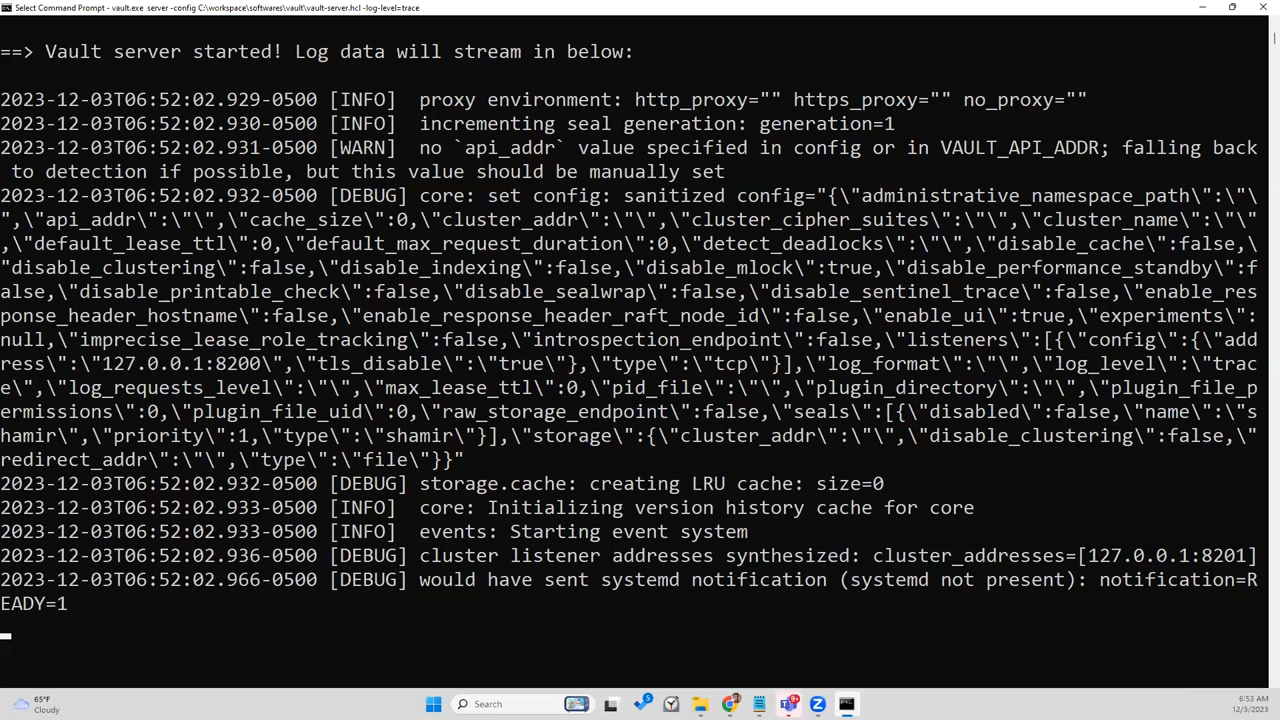 Select Command Prompt - vault.exe  server -config C:\workspace\softwares\vault\vault-server.hcl -log-level=trace
==> Vault server started! Log data will stream in below:
2023-12-03T06:52:02.929-0500 [INFO]  proxy environment: http_proxy="" https_proxy="" no_proxy=""
2023-12-03T06:52:02.930-0500 [INFO]  incrementing seal generation: generation=1
2023-12-03T06:52:02.931-0500 [WARN]  no `api_addr` value specified in config or in VAULT_API_ADDR; falling back
 to detection if possible, but this value should be manually set
2023-12-03T06:52:02.932-0500 [DEBUG] core: set config: sanitized config="{\"administrative_namespace_path\":\"\
",\"api_addr\":\"\",\"cache_size\":0,\"cluster_addr\":\"\",\"cluster_cipher_suites\":\"\",\"cluster_name\":\"\"
,\"default_lease_ttl\":0,\"default_max_request_duration\":0,\"detect_deadlocks\":\"\",\"disable_cache\":false,\
"disable_clustering\":false,\"disable_indexing\":false,\"disable_mlock\":true,\"disable_performance_standby\":f
alse,\"disable_printable_check\":false,\"disable_sealwrap\":false,\"disable_sentinel_trace\":false,\"enable_res
ponse_header_hostname\":false,\"enable_response_header_raft_node_id\":false,\"enable_ui\":true,\"experiments\":
null,\"imprecise_lease_role_tracking\":false,\"introspection_endpoint\":false,\"listeners\":[{\"config\":{\"add
ress\":\"127.0.0.1:8200\",\"tls_disable\":\"true\"},\"type\":\"tcp\"}],\"log_format\":\"\",\"log_level\":\"trac
e\",\"log_requests_level\":\"\",\"max_lease_ttl\":0,\"pid_file\":\"\",\"plugin_directory\":\"\",\"plugin_file_p
ermissions\":0,\"plugin_file_uid\":0,\"raw_storage_endpoint\":false,\"seals\":[{\"disabled\":false,\"name\":\"s
hamir\",\"priority\":1,\"type\":\"shamir\"}],\"storage\":{\"cluster_addr\":\"\",\"disable_clustering\":false,\"
redirect_addr\":\"\",\"type\":\"file\"}}"
2023-12-03T06:52:02.932-0500 [DEBUG] storage.cache: creating LRU cache: size=0
2023-12-03T06:52:02.933-0500 [INFO]  core: Initializing version history cache for core
2023-12-03T06:52:02.933-0500 [INFO]  events: Starting event system
2023-12-03T06:52:02.936-0500 [DEBUG] cluster listener addresses synthesized: cluster_addresses=[127.0.0.1:8201]
2023-12-03T06:52:02.966-0500 [DEBUG] would have sent systemd notification (systemd not present): notification=R
EADY=1
65°F
Cloudy
Search
5
9+
6:53 AM
12/3/2023